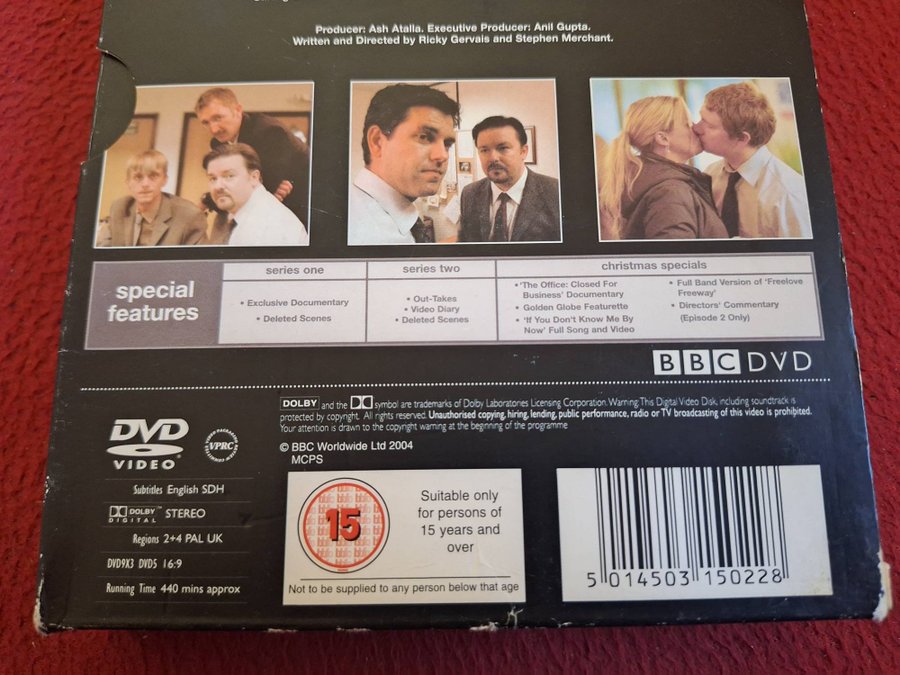 Producer: Ash Atalla. Executive Producer: Anil Gupta.
Written and Directed by Ricky Gervais and Stephen Merchant.
special
features
series one
• Exclusive Documentary
• Deleted Scenes
series two
• Out-Takes
• Video Diary
• Deleted Scenes
christmas specials
• 'The Office: Closed For
Business' Documentary
• Golden Globe Featurette
• 'If You Don't Know Me By
Now' Full Song and Video
• Full Band Version of 'Freelove
Freeway'
• Directors' Commentary
(Episode 2 Only)
BBC DVD
DOLBY and the symbol are trademarks of Dolby Laboratories Licensing Corporation. Warning This Digital Video Disk, including soundtrack is
protected by copyright. All rights reserved. Unauthorised copying, hiring, lending, public performance, radio or TV broadcasting of this video is prohibited.
Your attention is drawn to the copyright warning at the beginning of the programme
© BBC Worldwide Ltd 2004
MCPS
DVD
VIDEO
VPRC
Subtitles English SDH
DOLBY DIGITAL STEREO
Regions 2+4 PAL UK
DVD9X3 DVD5 16:9
Running Time 440 mins approx
15
Suitable only
for persons of
15 years and
over
Not to be supplied to any person below that age
5 014503 150228